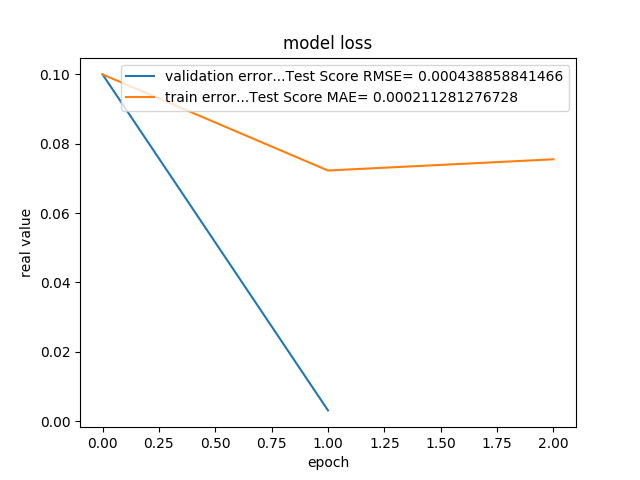 model loss
validation error...Test Score RMSE= 0.000438858841466
train error...Test Score MAE= 0.000211281276728
0.10
0.08
0.06
0.04
0.02
0.00
real value
0.00 0.25 0.50 0.75 1.00 1.25 1.50 1.75 2.00
epoch